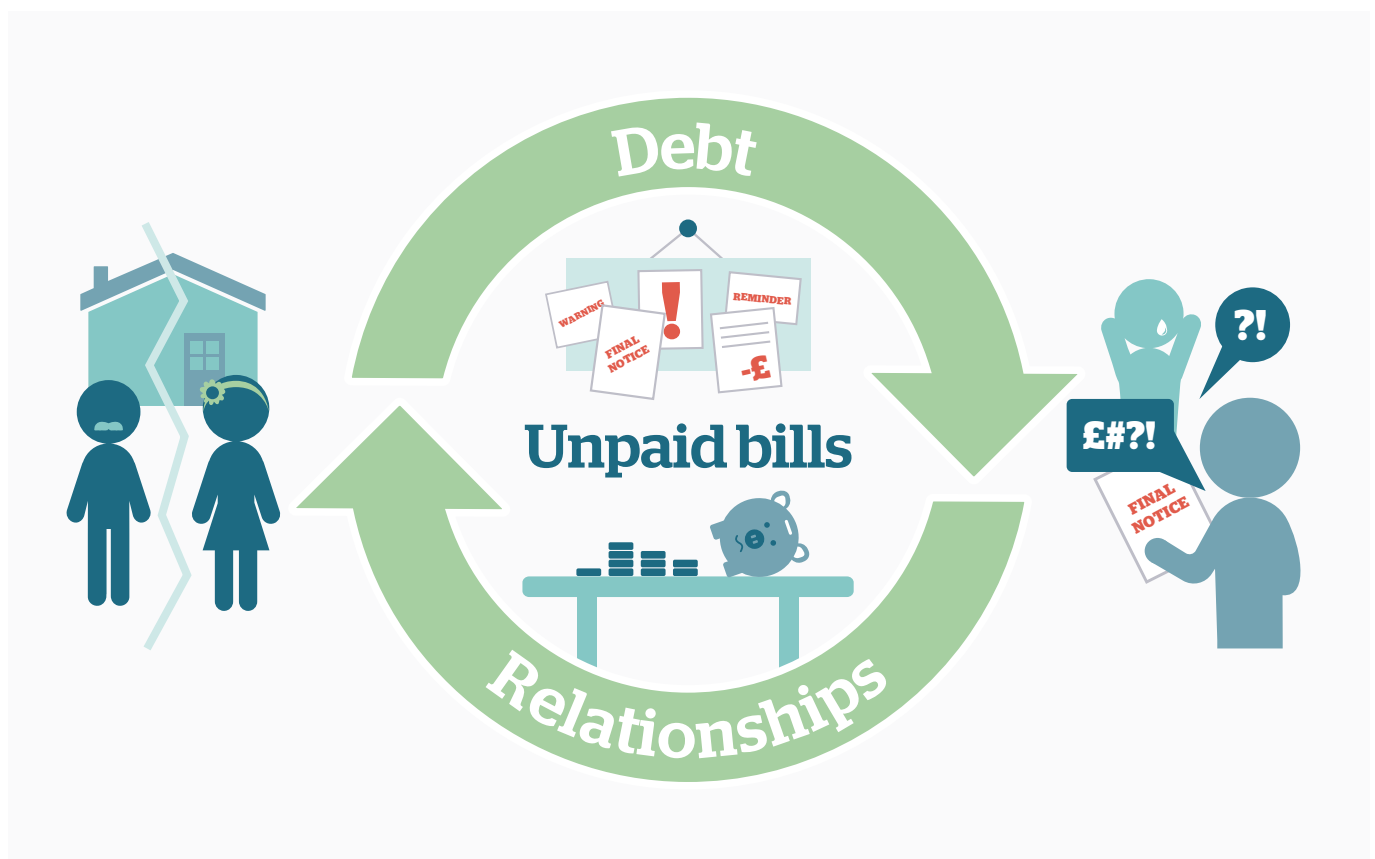 Debt
WARNING
!
REMINDER
FINAL
NOTICE
-£
Unpaid bills
Relationships
?!
£#?!
FINAL
NOTICE